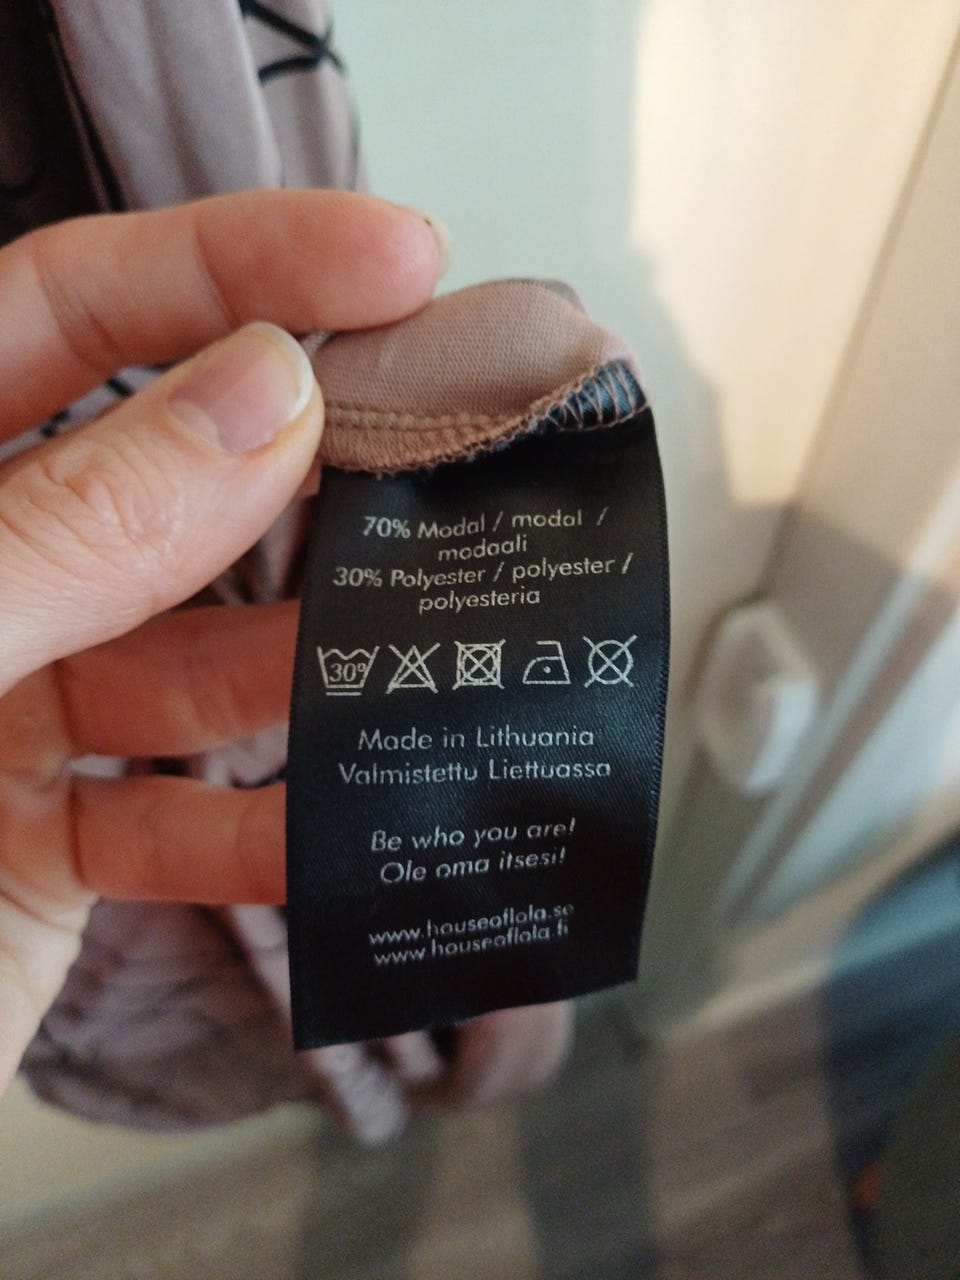 70% Modal / modal /
modaali
30% Polyester / polyester /
polyesteria
30°
Made in Lithuania
Valmistettu Liettuassa
Be who you are!
Ole oma itsesi!
www.houseoflola.se
www.houseoflola.fi